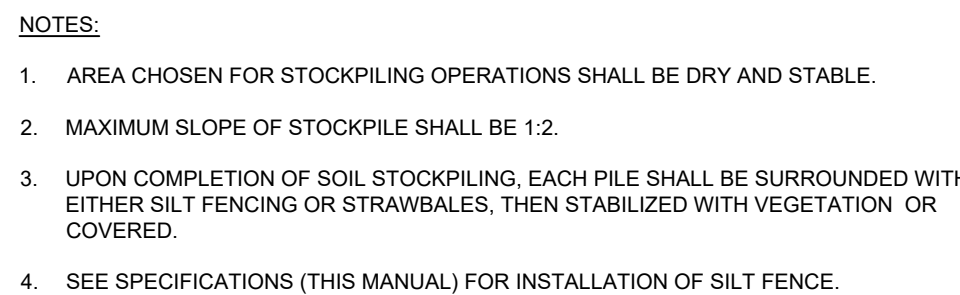 NOTES:
1. AREA CHOSEN FOR STOCKPILING OPERATIONS SHALL BE DRY AND STABLE.
2. MAXIMUM SLOPE OF STOCKPILE SHALL BE 1:2.
3. UPON COMPLETION OF SOIL STOCKPILING, EACH PILE SHALL BE SURROUNDED WITH
EITHER SILT FENCING OR STRAWBALES, THEN STABILIZED WITH VEGETATION OR
COVERED.
4. SEE SPECIFICATIONS (THIS MANUAL) FOR INSTALLATION OF SILT FENCE.